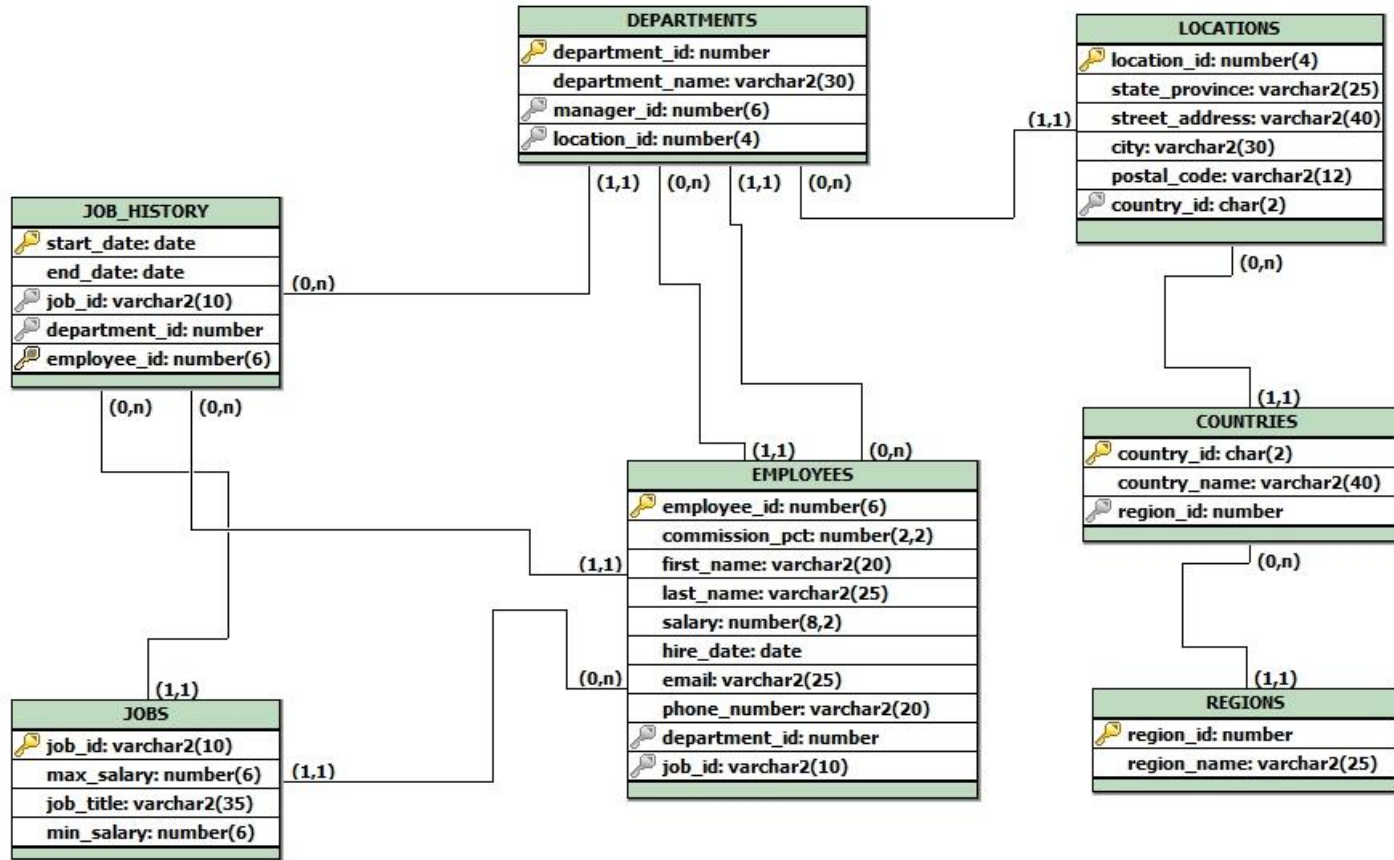 DEPARTMENTS
department_id: number
department_name: varchar2(30)
manager_id: number(6)
location_id: number(4)
(1,1)
(0,n)
(1,1)
(0,n)
LOCATIONS
location_id: number(4)
state_province: varchar2(25)
street_address: varchar2(40)
city: varchar2(30)
postal_code: varchar2(12)
country_id: char(2)
(1,1)
(0,n)
JOB_HISTORY
start_date: date
end_date: date
job_id: varchar2(10)
department_id: number
employee_id: number(6)
(0,n)
(0,n)
(0,n)
(1,1)
COUNTRIES
country_id: char(2)
country_name: varchar2(40)
region_id: number
(0,n)
(1,1)
(0,n)
EMPLOYEES
employee_id: number(6)
commission_pct: number(2,2)
first_name: varchar2(20)
last_name: varchar2(25)
salary: number(8,2)
hire_date: date
email: varchar2(25)
phone_number: varchar2(20)
department_id: number
job_id: varchar2(10)
(1,1)
(0,n)
(1,1)
JOBS
job_id: varchar2(10)
max_salary: number(6)
job_title: varchar2(35)
min_salary: number(6)
(1,1)
(1,1)
REGIONS
region_id: number
region_name: varchar2(25)